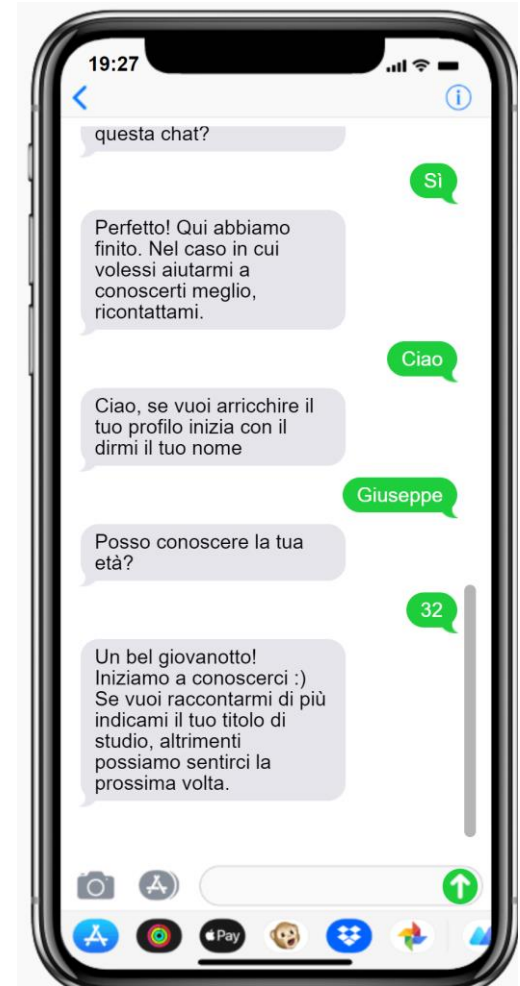 19:27
questa chat?
Sì
Perfetto! Qui abbiamo
finito. Nel caso in cui
volessi aiutarmi a
conoscerti meglio,
ricontattami.
Ciao
Ciao, se vuoi arricchire il
tuo profilo inizia con il
dirmi il tuo nome
Giuseppe
Posso conoscere la tua
età?
32
Un bel giovanotto!
Iniziamo a conoscerci :)
Se vuoi raccontarmi di più
indicami il tuo titolo di
studio, altrimenti
possiamo sentirci la
prossima volta.
Pay